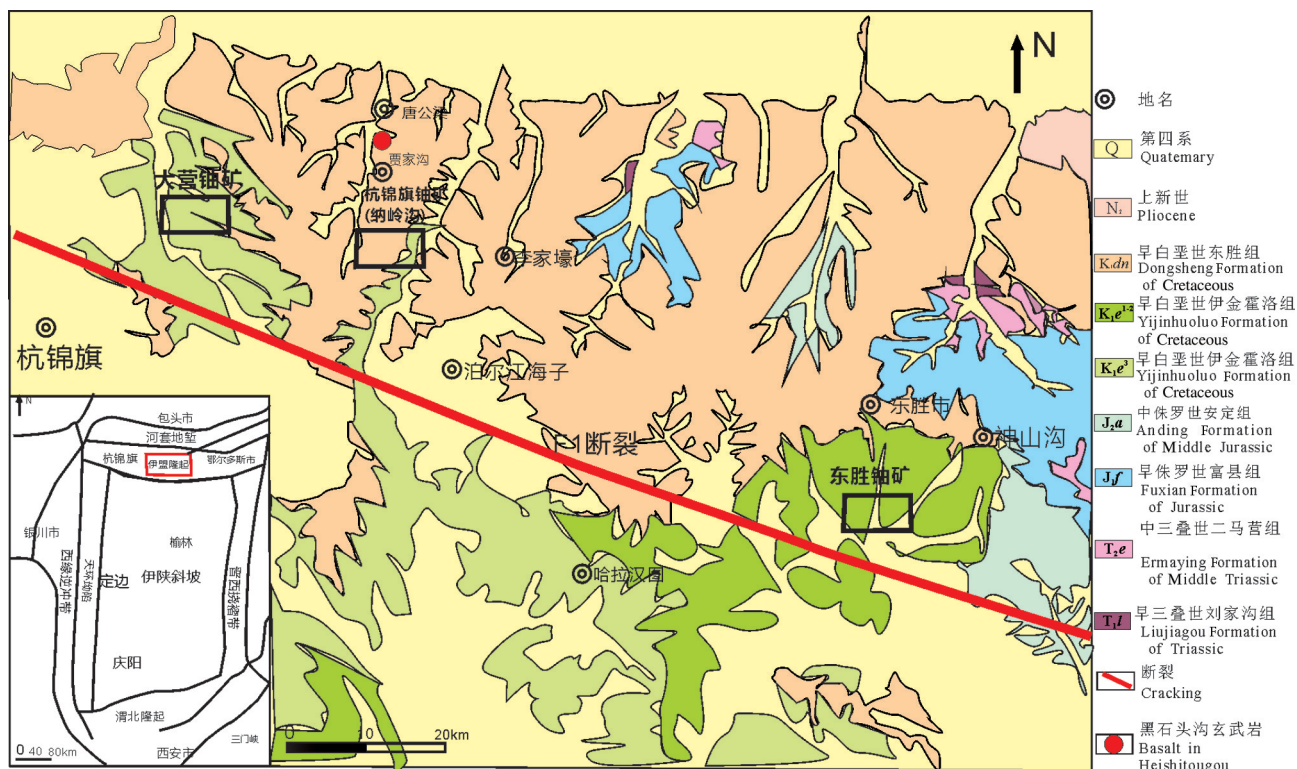 N
唐公梁
贾家沟
大营铀矿
杭锦旗铀矿
(纳岭沟)
李家壕
杭锦旗
泊尔江海子
东胜市
神山沟
F1断裂
东胜铀矿
哈拉汉图
0 10 20km
N
包头市
河套地堑
杭锦旗
伊盟隆起
鄂尔多斯市
银川市
榆林
西缘逆冲带
天环坳陷
定边
伊陕斜坡
晋西挠褶带
庆阳
渭北隆起
三门峡
西安市
0 40 80km
地名
Q
第四系
Quatemary
N₂
上新世
Pliocene
K₁dn
早白垩世东胜组
Dongsheng Formation
of Cretaceous
K₁e¹⁻²
早白垩世伊金霍洛组
Yijinhuoluo Formation
of Cretaceous
K₁e³
早白垩世伊金霍洛组
Yijinhuoluo Formation
of Cretaceous
J₂a
中侏罗世安定组
Anding Formation
of Middle Jurassic
J₁f
早侏罗世富县组
Fuxian Formation
of Jurassic
中三叠世二马营组
T₂e
Ermaying Formation
of Middle Triassic
T₁l
早三叠世刘家沟组
Liujiagou Formation
of Triassic
断裂
Cracking
黑石头沟玄武岩
Basalt in
Heishitougou